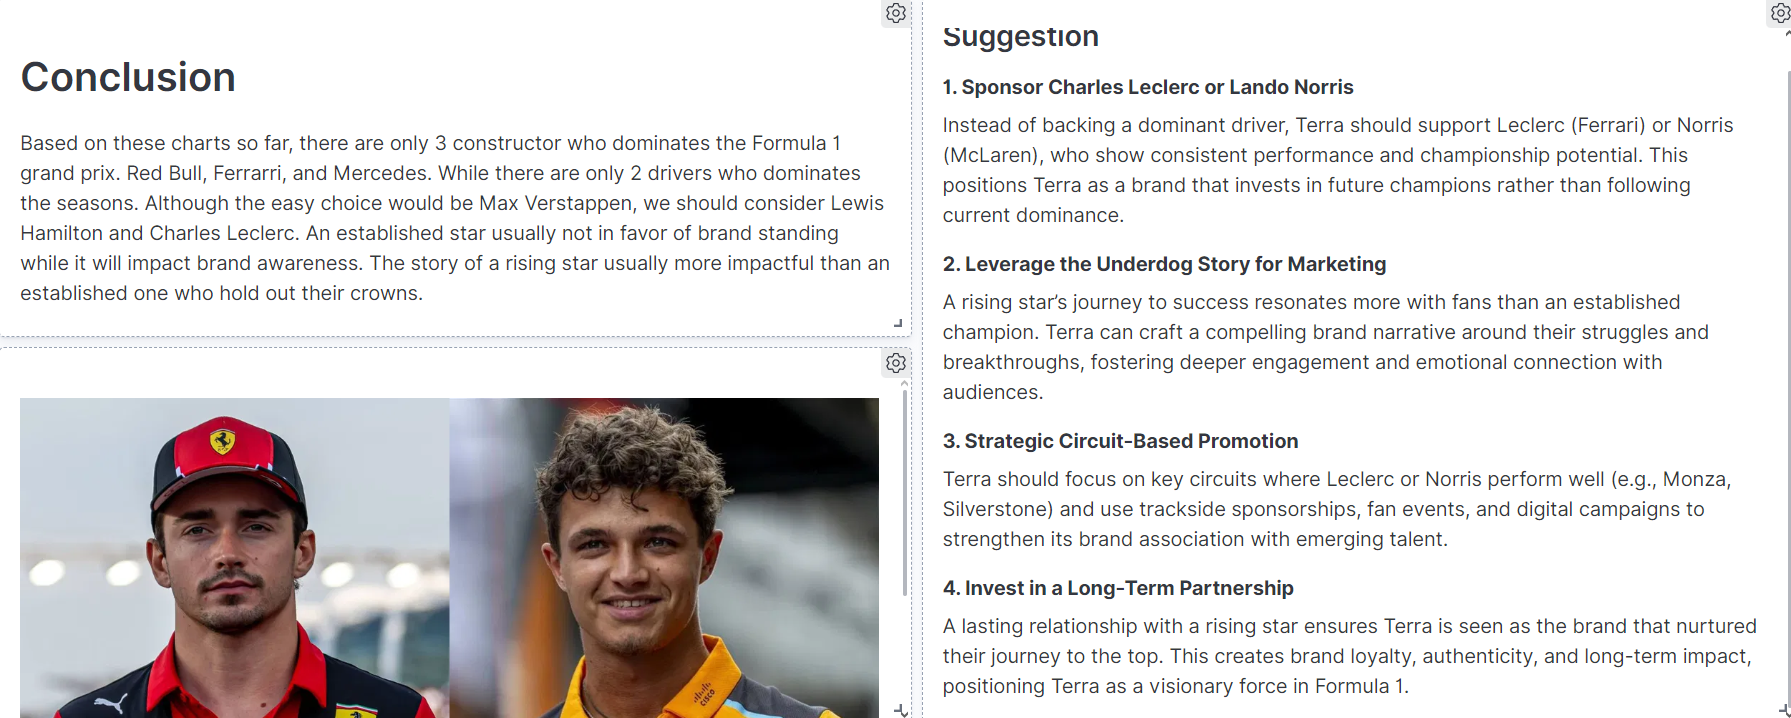 Conclusion
Based on these charts so far, there are only 3 constructor who dominates the Formula 1
grand prix. Red Bull, Ferrarri, and Mercedes. While there are only 2 drivers who dominates
the seasons. Although the easy choice would be Max Verstappen, we should consider Lewis
Hamilton and Charles Leclerc. An established star usually not in favor of brand standing
while it will impact brand awareness. The story of a rising star usually more impactful than an
established one who hold out their crowns.
CISCO
Suggestion
1. Sponsor Charles Leclerc or Lando Norris
Instead of backing a dominant driver, Terra should support Leclerc (Ferrari) or Norris
(McLaren), who show consistent performance and championship potential. This
positions Terra as a brand that invests in future champions rather than following
current dominance.
2. Leverage the Underdog Story for Marketing
A rising star’s journey to success resonates more with fans than an established
champion. Terra can craft a compelling brand narrative around their struggles and
breakthroughs, fostering deeper engagement and emotional connection with
audiences.
3. Strategic Circuit-Based Promotion
Terra should focus on key circuits where Leclerc or Norris perform well (e.g., Monza,
Silverstone) and use trackside sponsorships, fan events, and digital campaigns to
strengthen its brand association with emerging talent.
4. Invest in a Long-Term Partnership
A lasting relationship with a rising star ensures Terra is seen as the brand that nurtured
their journey to the top. This creates brand loyalty, authenticity, and long-term impact,
positioning Terra as a visionary force in Formula 1.